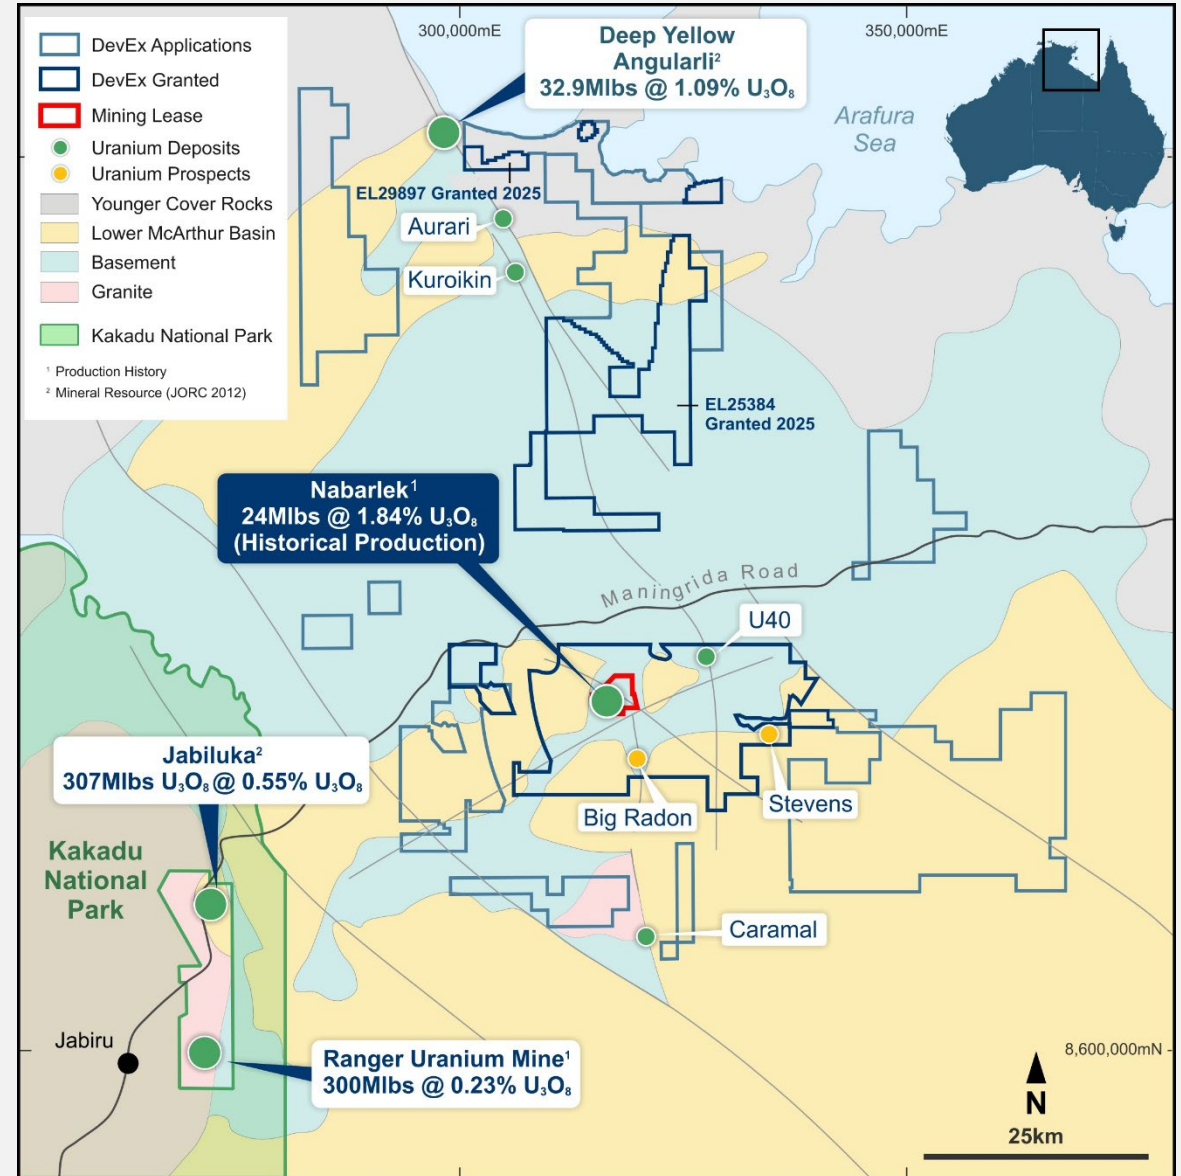 DevEx Applications
DevEx Granted
Mining Lease
Uranium Deposits
Uranium Prospects
Younger Cover Rocks
Lower McArthur Basin
Basement
Granite
Kakadu National Park
¹ Production History
² Mineral Resource (JORC 2012)
300,000mE
350,000mE
Deep Yellow
Angularli²
32.9Mlbs @ 1.09% U₃O₈
Arafura
Sea
EL29897 Granted 2025
Aurari
Kuroikin
EL25384
Granted 2025
Nabarlek¹
24Mlbs @ 1.84% U₃O₈
(Historical Production)
Maningrida Road
U40
Jabiluka²
307Mlbs U₃O₈ @ 0.55% U₃O₈
Big Radon
Stevens
Kakadu
National
Park
Caramal
Jabiru
Ranger Uranium Mine¹
300Mlbs @ 0.23% U₃O₈
8,600,000mN
N
25km